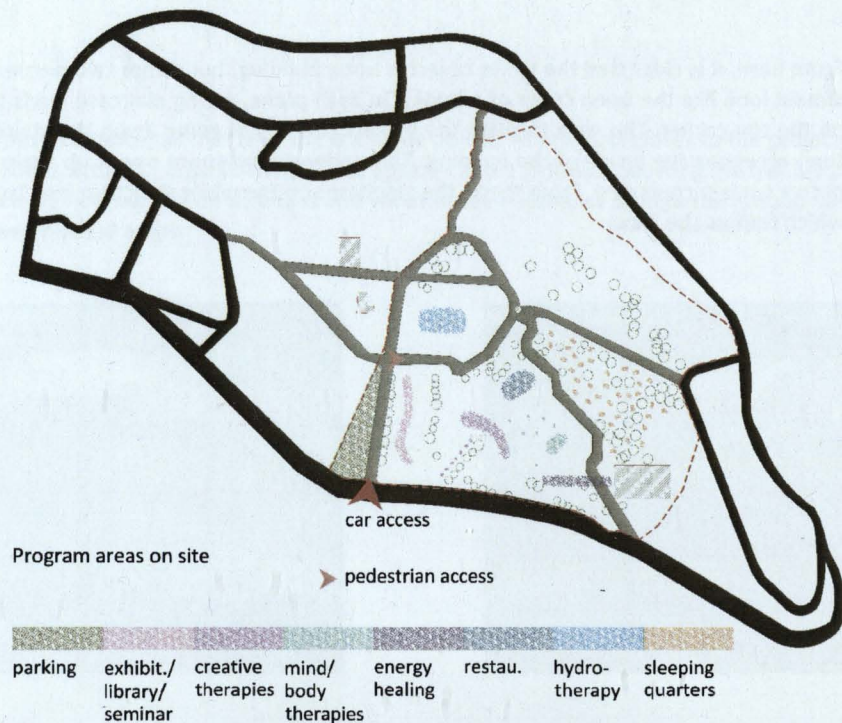 car access
Program areas on site
pedestrian access
parking
exhibit./
library/
seminar
creative
therapies
mind/
body
therapies
energy
healing
restau.
hydro-
therapy
sleeping
quarters